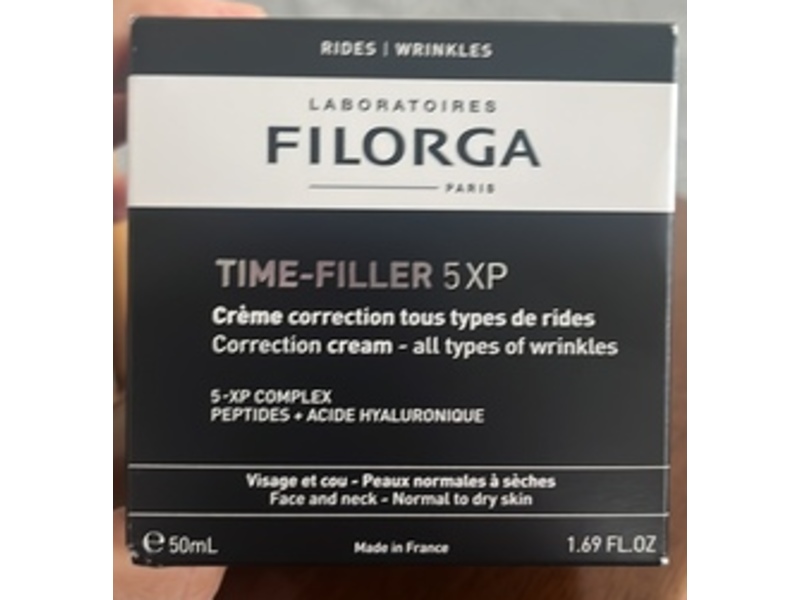 RIDES | WRINKLES
LABORATOIRES
FILORGA
PARIS
TIME-FILLER 5XP
Crème correction tous types de rides
Correction cream - all types of wrinkles
5-XP COMPLEX
PEPTIDES + ACIDE HYALURONIQUE
Visage et cou - Peaux normales à sèches
Face and neck - Normal to dry skin
℮ 50mL Made in France 1.69 FL.OZ